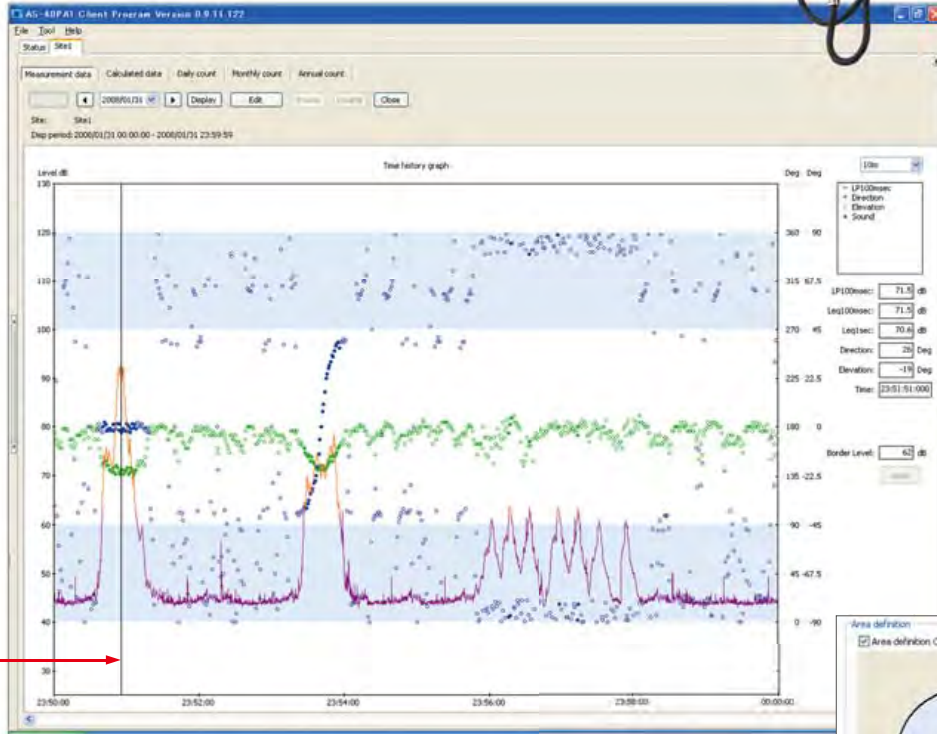 AS-40PA1 Client Program Version 0.9.11.122
File Tool Help
Status Site1
Measurement data Calculated data Daily count Monthly count Annual count
2008/01/31 Display Edit Close
Site: Site1
Disp period: 2008/01/31 00:00:00 - 2008/01/31 23:59:59
Level dB Time history graph Deg Deg 10m
130
LP100msec
Direction
Elevation
Sound
120 360 90
110 315 67.5
LP100msec: 71.5 dB
Leq100msec: 71.5 dB
100 270 45
Leq1sec: 70.6 dB
Direction: 26 Deg
Elevation: -19 Deg
90 225 22.5
Time: 23:51:51:000
80 180 0
Border Level: 62 dB
70 135 -22.5
60 90 -45
50 45 -67.5
40 0 -90
Area definition
Area definition
30
23:50:00 23:52:00 23:54:00 23:56:00 23:58:00 00:00:00